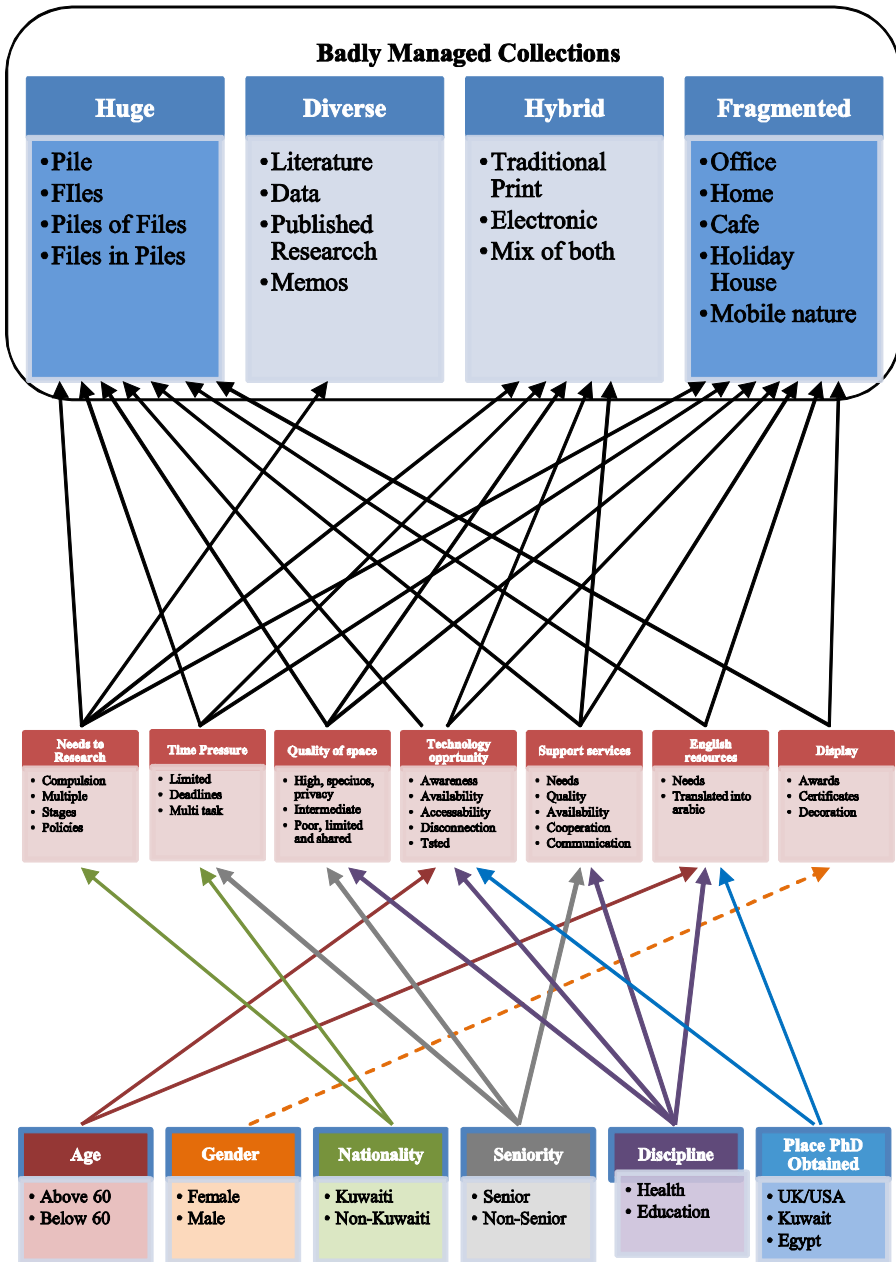 Badly Managed Collections
Huge
• Pile
• FIles
• Piles of Files
• Files in Piles
Diverse
• Literature
• Data
• Published
Researcch
• Memos
Hybrid
• Traditional
Print
• Electronic
• Mix of both
Fragmented
• Office
• Home
• Cafe
• Holiday
House
• Mobile nature
Needs to
Research
• Compulsion
• Multiple
• Stages
• Policies
Time Pressure
• Limited
• Deadlines
• Multi task
Quality of space
• High, speciuos,
privacy
• Intermediate
• Poor, limited
and shared
Technology
opprtunity
• Awareness
• Availability
• Accessability
• Disconnection
• Tsted
Support services
• Needs
• Quality
• Availability
• Cooperation
• Communication
English
resources
• Needs
• Translated into
arabic
Display
• Awards
• Certificates
• Decoration
Age
• Above 60
• Below 60
Gender
• Female
• Male
Nationality
• Kuwaiti
• Non-Kuwaiti
Seniority
• Senior
• Non-Senior
Discipline
• Health
• Education
Place PhD
Obtained
• UK/USA
• Kuwait
• Egypt